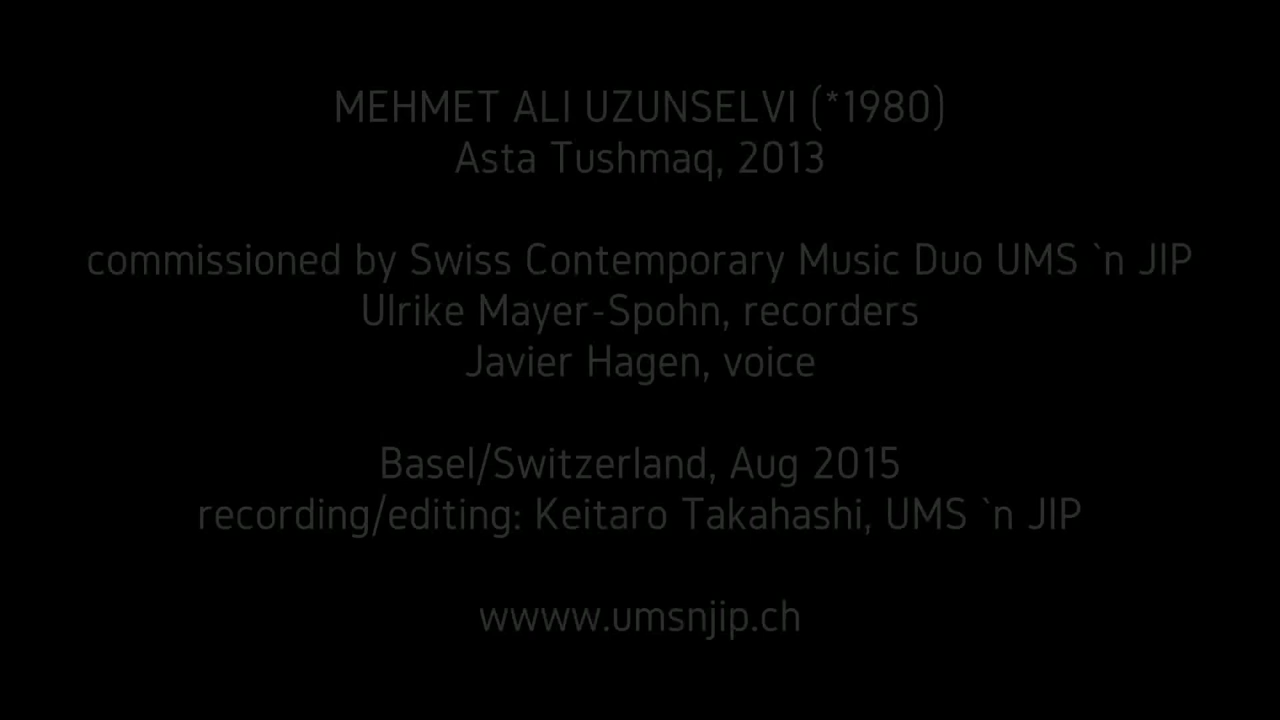 MEHMET ALI UZUNSELVI (*1980)
Asta Tushmaq, 2013
commissioned by Swiss Contemporary Music Duo UMS `n JIP
Ulrike Mayer-Spohn, recorders
Javier Hagen, voice
Basel/Switzerland, Aug 2015
recording/editing: Keitaro Takahashi, UMS `n JIP
wwww.umsnjip.ch